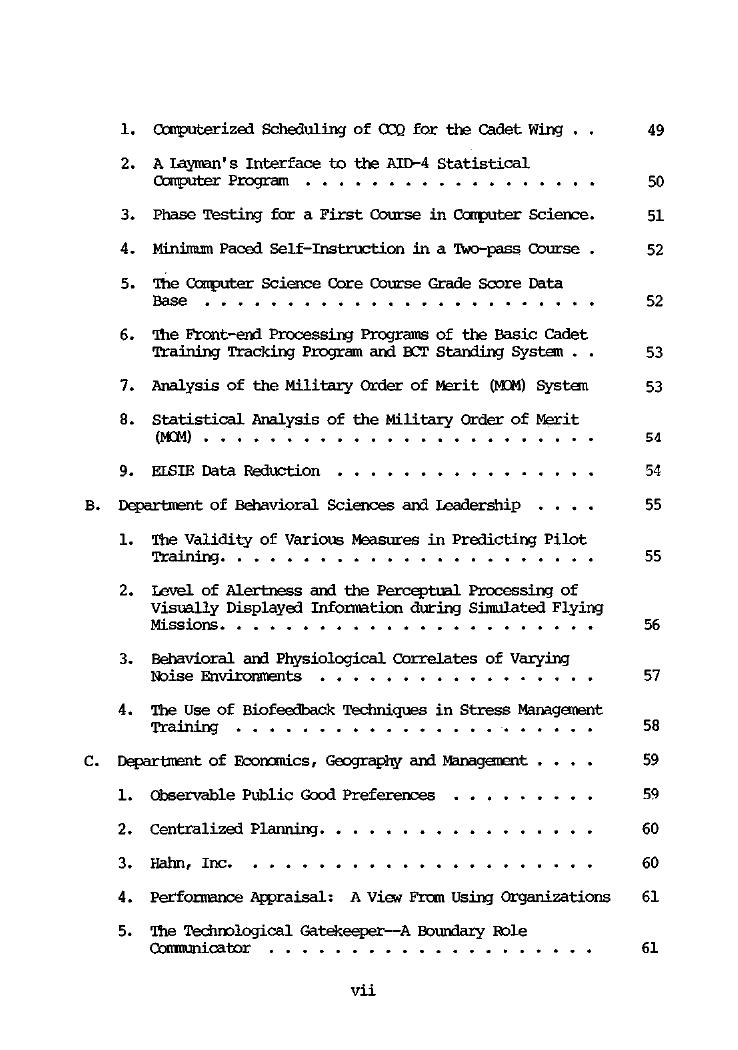 1. Computerized Scheduling of CCQ for the Cadet Wing . . 49
2. A Layman's Interface to the AID-4 Statistical
Computer Program . . . . . . . . . . . . . . . . . . 50
3. Phase Testing for a First Course in Computer Science. 51
4. Minimum Paced Self-Instruction in a Two-pass Course . 52
5. The Computer Science Core Course Grade Score Data
Base . . . . . . . . . . . . . . . . . . . . . . . . 52
6. The Front-end Processing Programs of the Basic Cadet
Training Tracking Program and BCT Standing System . . 53
7. Analysis of the Military Order of Merit (MOM) System 53
8. Statistical Analysis of the Military Order of Merit
(MOM) . . . . . . . . . . . . . . . . . . . . . . . . 54
9. ELSIE Data Reduction . . . . . . . . . . . . . . . . 54
B. Department of Behavioral Sciences and Leadership . . . . 55
1. The Validity of Various Measures in Predicting Pilot
Training. . . . . . . . . . . . . . . . . . . . . . . 55
2. Level of Alertness and the Perceptual Processing of
Visually Displayed Information during Simulated Flying
Missions. . . . . . . . . . . . . . . . . . . . . . . 56
3. Behavioral and Physiological Correlates of Varying
Noise Environments . . . . . . . . . . . . . . . . . 57
4. The Use of Biofeedback Techniques in Stress Management
Training . . . . . . . . . . . . . . . . . . . . . . 58
C. Department of Economics, Geography and Management . . . . 59
1. Observable Public Good Preferences . . . . . . . . . 59
2. Centralized Planning. . . . . . . . . . . . . . . . . 60
3. Hahn, Inc. . . . . . . . . . . . . . . . . . . . . . 60
4. Performance Appraisal: A View From Using Organizations 61
5. The Technological Gatekeeper--A Boundary Role
Communicator . . . . . . . . . . . . . . . . . . . . 61
vii